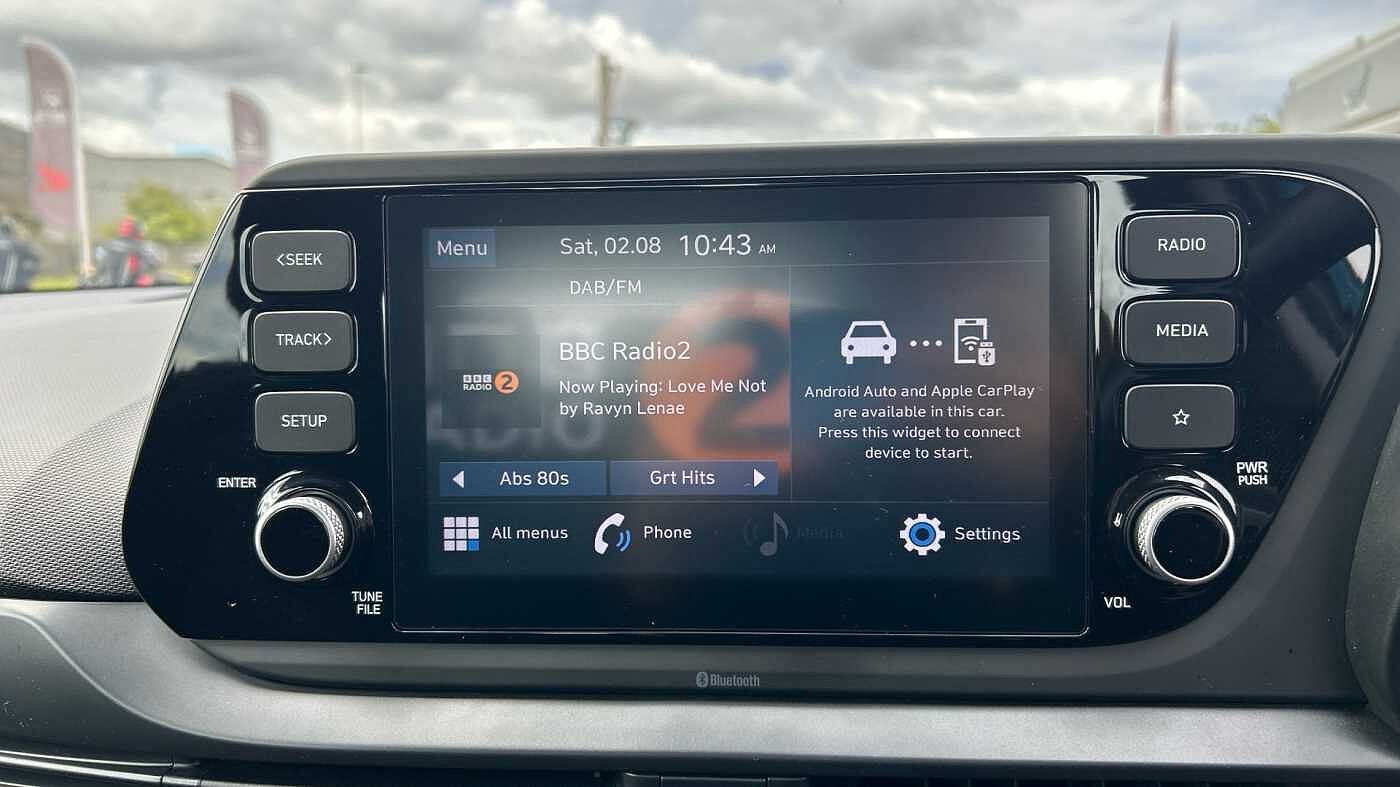 <SEEK
TRACK>
SETUP
ENTER
TUNE
FILE
Menu
Sat, 02.08 10:43 AM
DAB/FM
BBC
RADIO 2
BBC Radio2
Now Playing: Love Me Not
by Ravyn Lenae
Abs 80s
Grt Hits
Android Auto and Apple CarPlay
are available in this car.
Press this widget to connect
device to start.
All menus
Phone
Media
Settings
RADIO
MEDIA
PWR
PUSH
VOL
Bluetooth